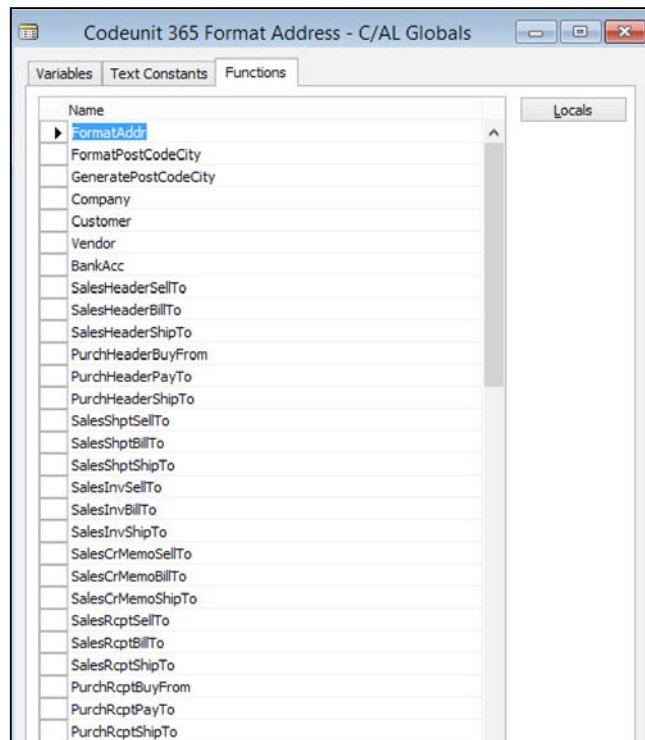 Codeunit 365 Format Address - C/AL Globals
Variables Text Constants Functions
Name
Locals
FormatAddr
FormatPostCodeCity
GeneratePostCodeCity
Company
Customer
Vendor
BankAcc
SalesHeaderSellTo
SalesHeaderBillTo
SalesHeaderShipTo
PurchHeaderBuyFrom
PurchHeaderPayTo
PurchHeaderShipTo
SalesShptSellTo
SalesShptBillTo
SalesShptShipTo
SalesInvSellTo
SalesInvBillTo
SalesInvShipTo
SalesCrMemoSellTo
SalesCrMemoBillTo
SalesCrMemoShipTo
SalesRcptSellTo
SalesRcptBillTo
SalesRcptShipTo
PurchRcptBuyFrom
PurchRcptPayTo
PurchRcptShipTo